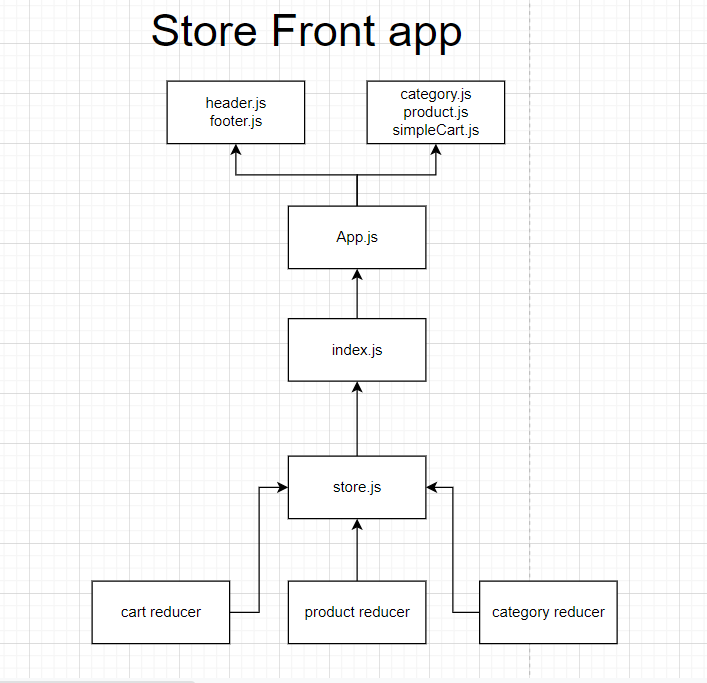 Store Front app
header.js
footer.js
category.js
product.js
simpleCart.js
App.js
index.js
store.js
cart reducer
product reducer
category reducer